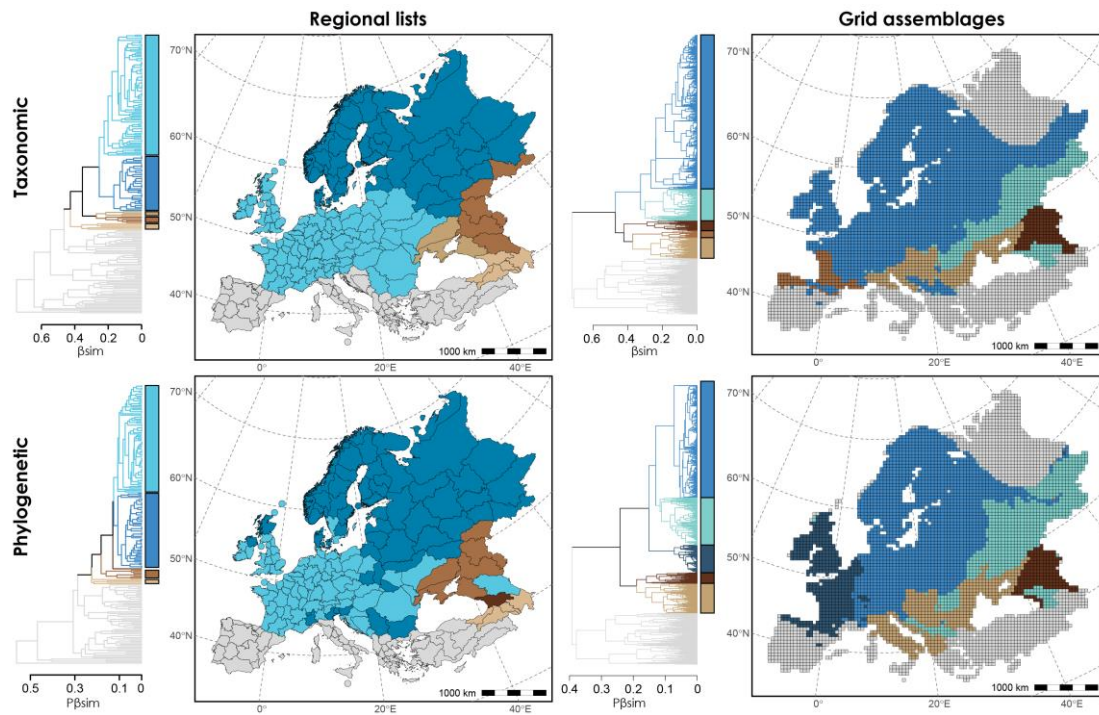 Regional lists
Grid assemblages
Taxonomic
70°N
60°N
50°N
40°N
0.6 0.4 0.2 0
βsim
1000 km
0° 20°E 40°E
70°N
60°N
50°N
40°N
0.8 0.6 0.4 0.2 0.0
βsim
1000 km
0° 20°E 40°E
Phylogenetic
70°N
60°N
50°N
40°N
0.5 0.3 0.1 0
Pβsim
1000 km
0° 20°E 40°E
70°N
60°N
50°N
40°N
0.4 0.3 0.2 0.1 0
Pβsim
1000 km
0° 20°E 40°E